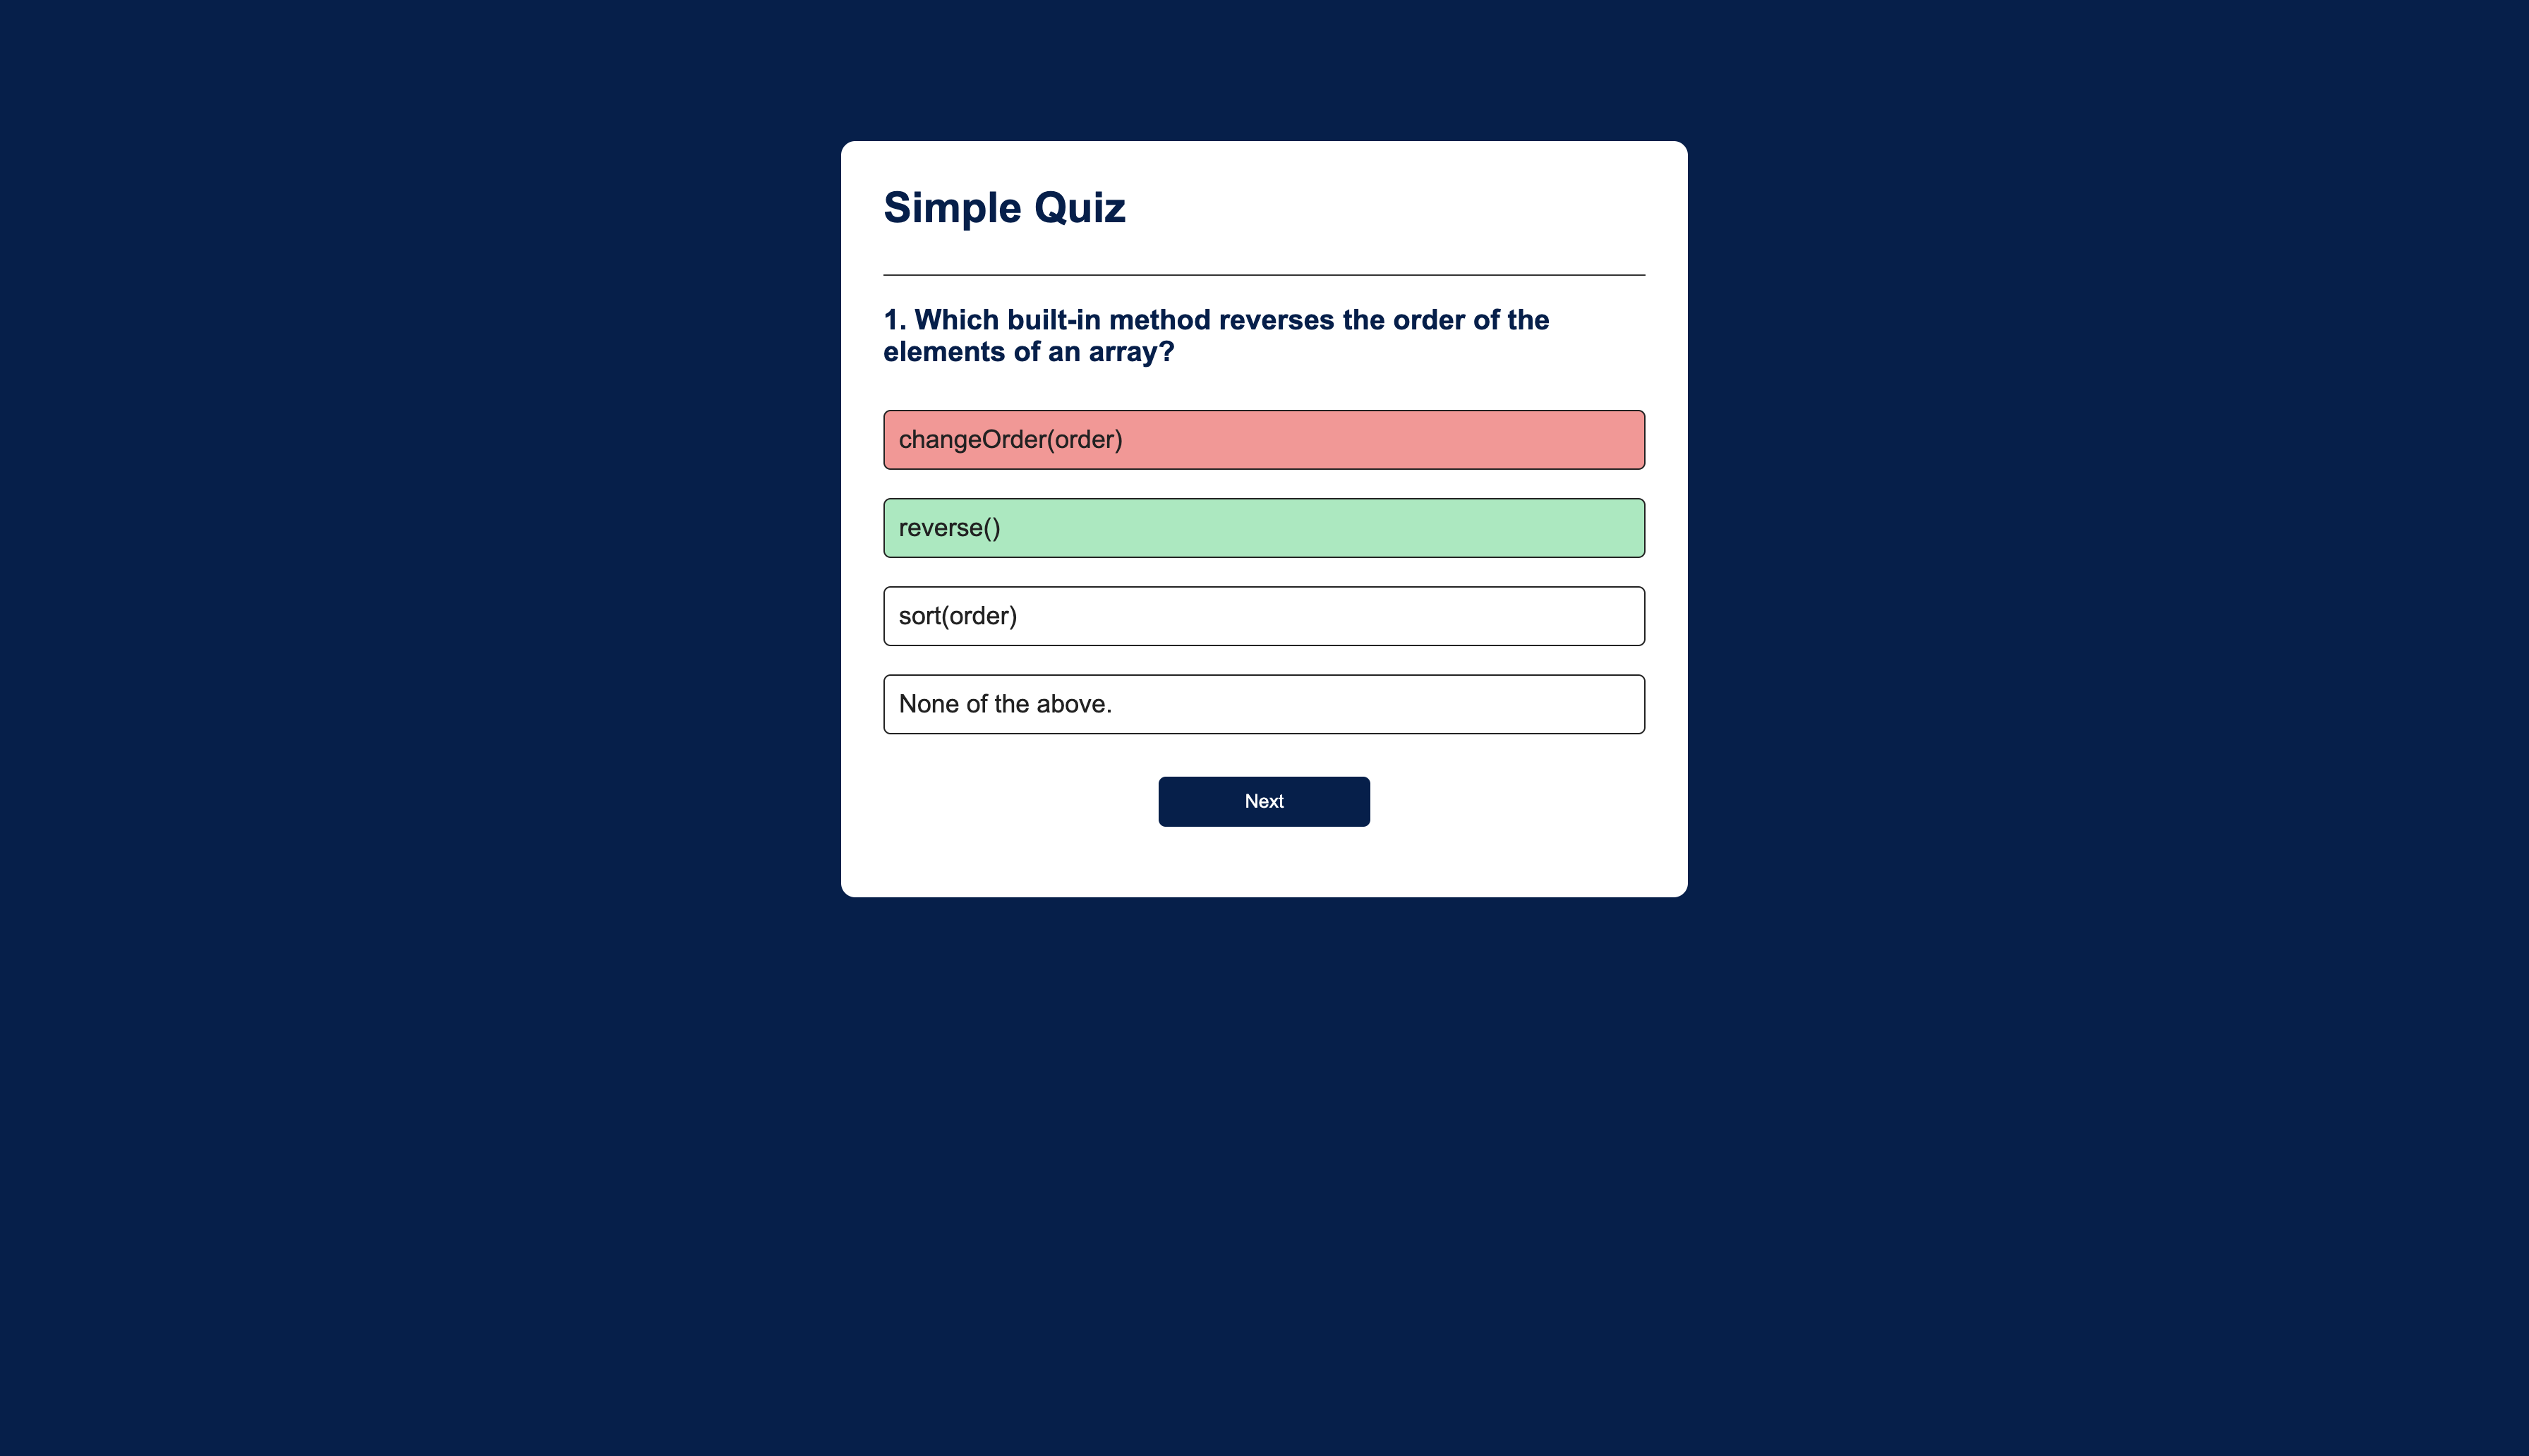 Simple Quiz
1. Which built-in method reverses the order of the
elements of an array?
changeOrder(order)
reverse()
sort(order)
None of the above.
Next